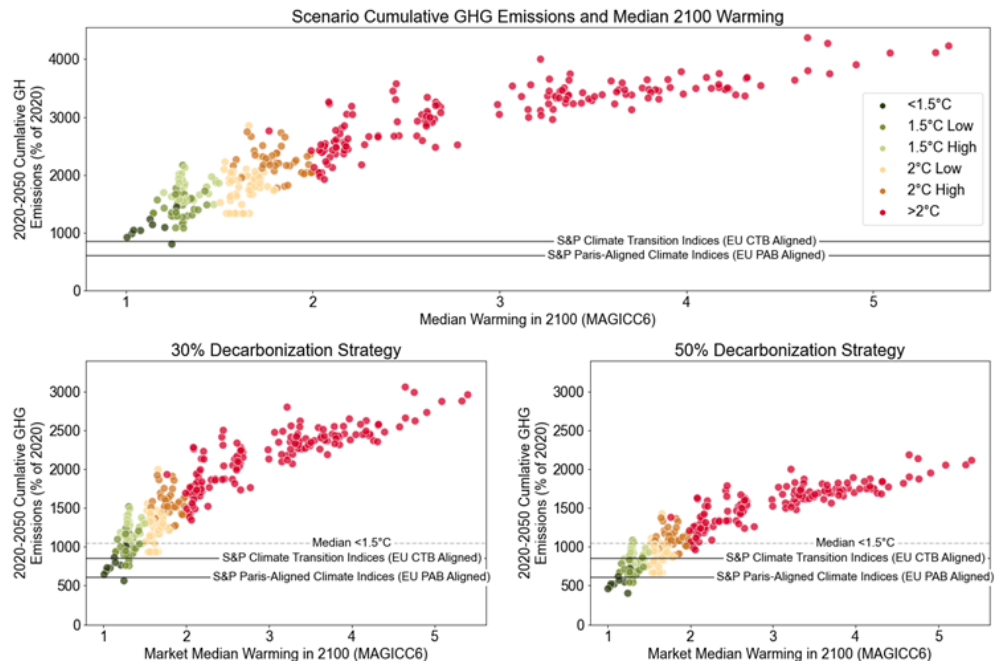 Scenario Cumulative GHG Emissions and Median 2100 Warming
2020-2050 Cumlative GH
Emissions (% of 2020)
4000
3000
2000
1000
0
<1.5°C
1.5°C Low
1.5°C High
2°C Low
2°C High
>2°C
S&P Climate Transition Indices (EU CTB Aligned)
S&P Paris-Aligned Climate Indices (EU PAB Aligned)
1 2 3 4 5
Median Warming in 2100 (MAGICC6)
30% Decarbonization Strategy
2020-2050 Cumlative GHG
Emissions (% of 2020)
3000
2500
2000
1500
1000
500
0
Median <1.5°C
S&P Climate Transition Indices (EU CTB Aligned)
S&P Paris-Aligned Climate Indices (EU PAB Aligned)
1 2 3 4 5
Market Median Warming in 2100 (MAGICC6)
50% Decarbonization Strategy
2020-2050 Cumlative GHG
Emissions (% of 2020)
3000
2500
2000
1500
1000
500
0
Median <1.5°C
S&P Climate Transition Indices (EU CTB Aligned)
S&P Paris-Aligned Climate Indices (EU PAB Aligned)
1 2 3 4 5
Market Median Warming in 2100 (MAGICC6)